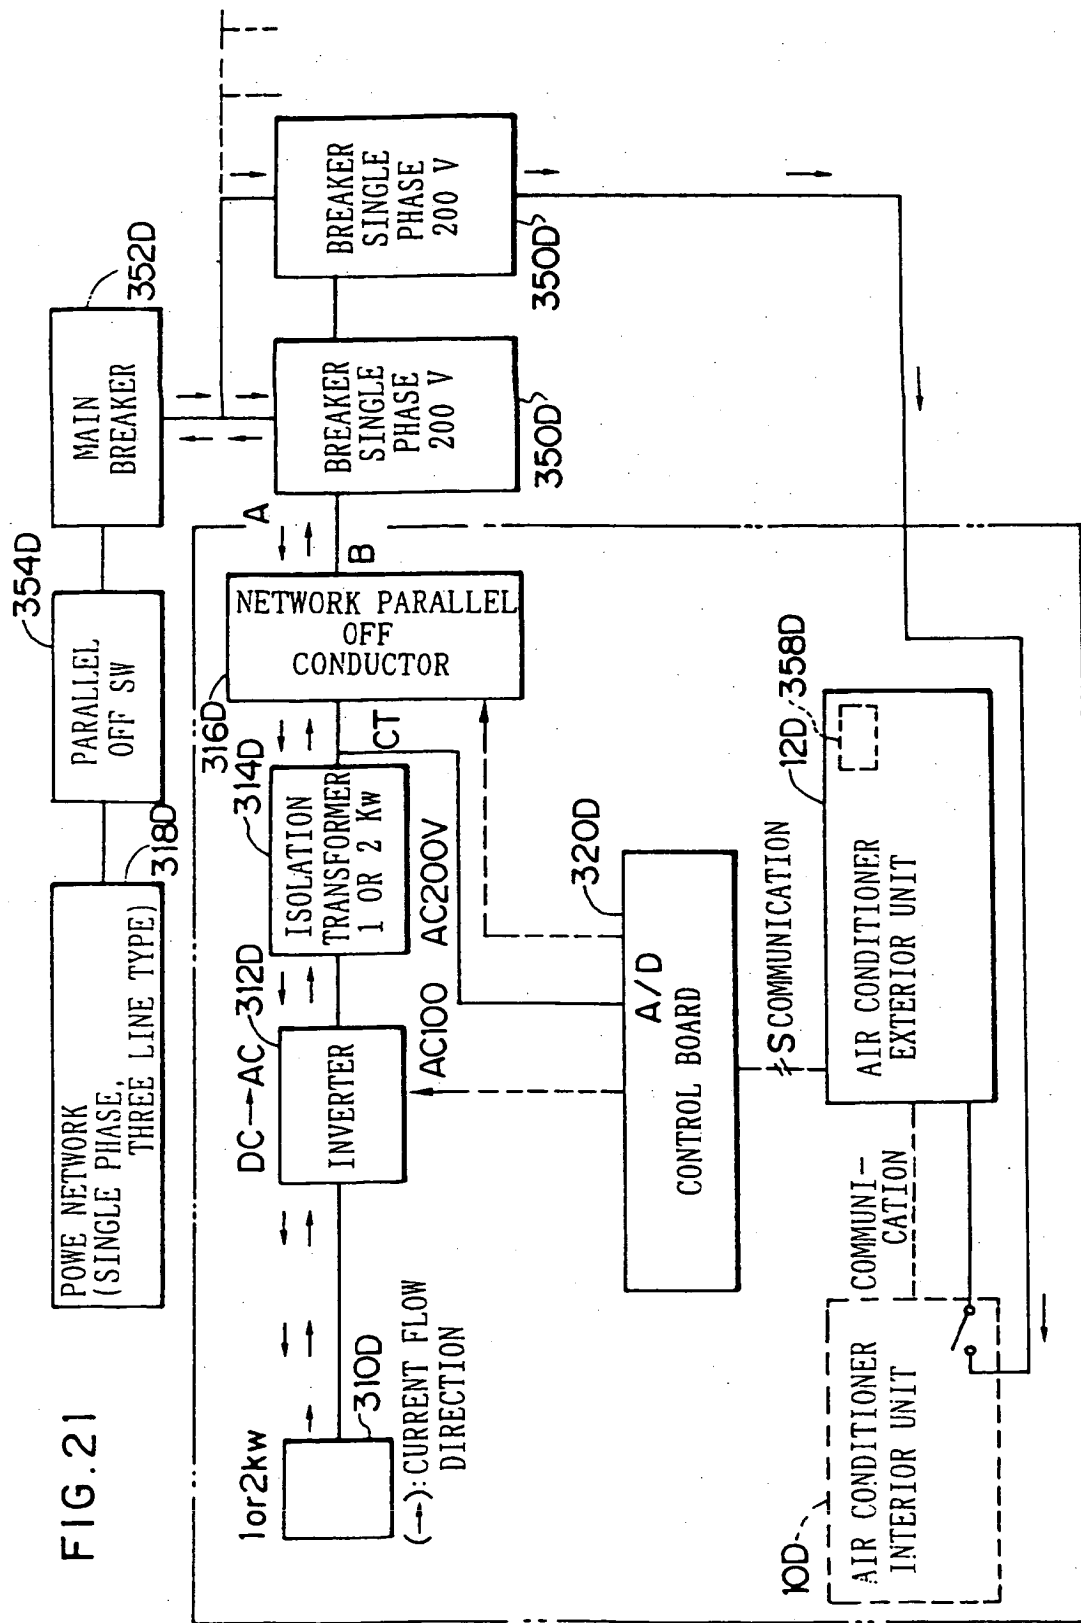 FIG.21
POWE NETWORK
(SINGLE PHASE,
THREE LINE TYPE)
318D
PARALLEL
OFF SW
354D
MAIN
BREAKER
352D
1or2kw
310D
(→):CURRENT FLOW
DIRECTION
DC→AC
312D
INVERTER
AC100
314D
ISOLATION
TRANSFORMER
1 OR 2 Kw
AC200V
CT
316D
NETWORK PARALLEL
OFF
CONDUCTOR
A
B
BREAKER
SINGLE
PHASE
200 V
350D
BREAKER
SINGLE
PHASE
200 V
350D
320D
A/D
CONTROL BOARD
S
COMMUNICATION
12D
358D
AIR CONDITIONER
EXTERIOR UNIT
COMMUNI-
CATION
10D
AIR CONDITIONER
INTERIOR UNIT